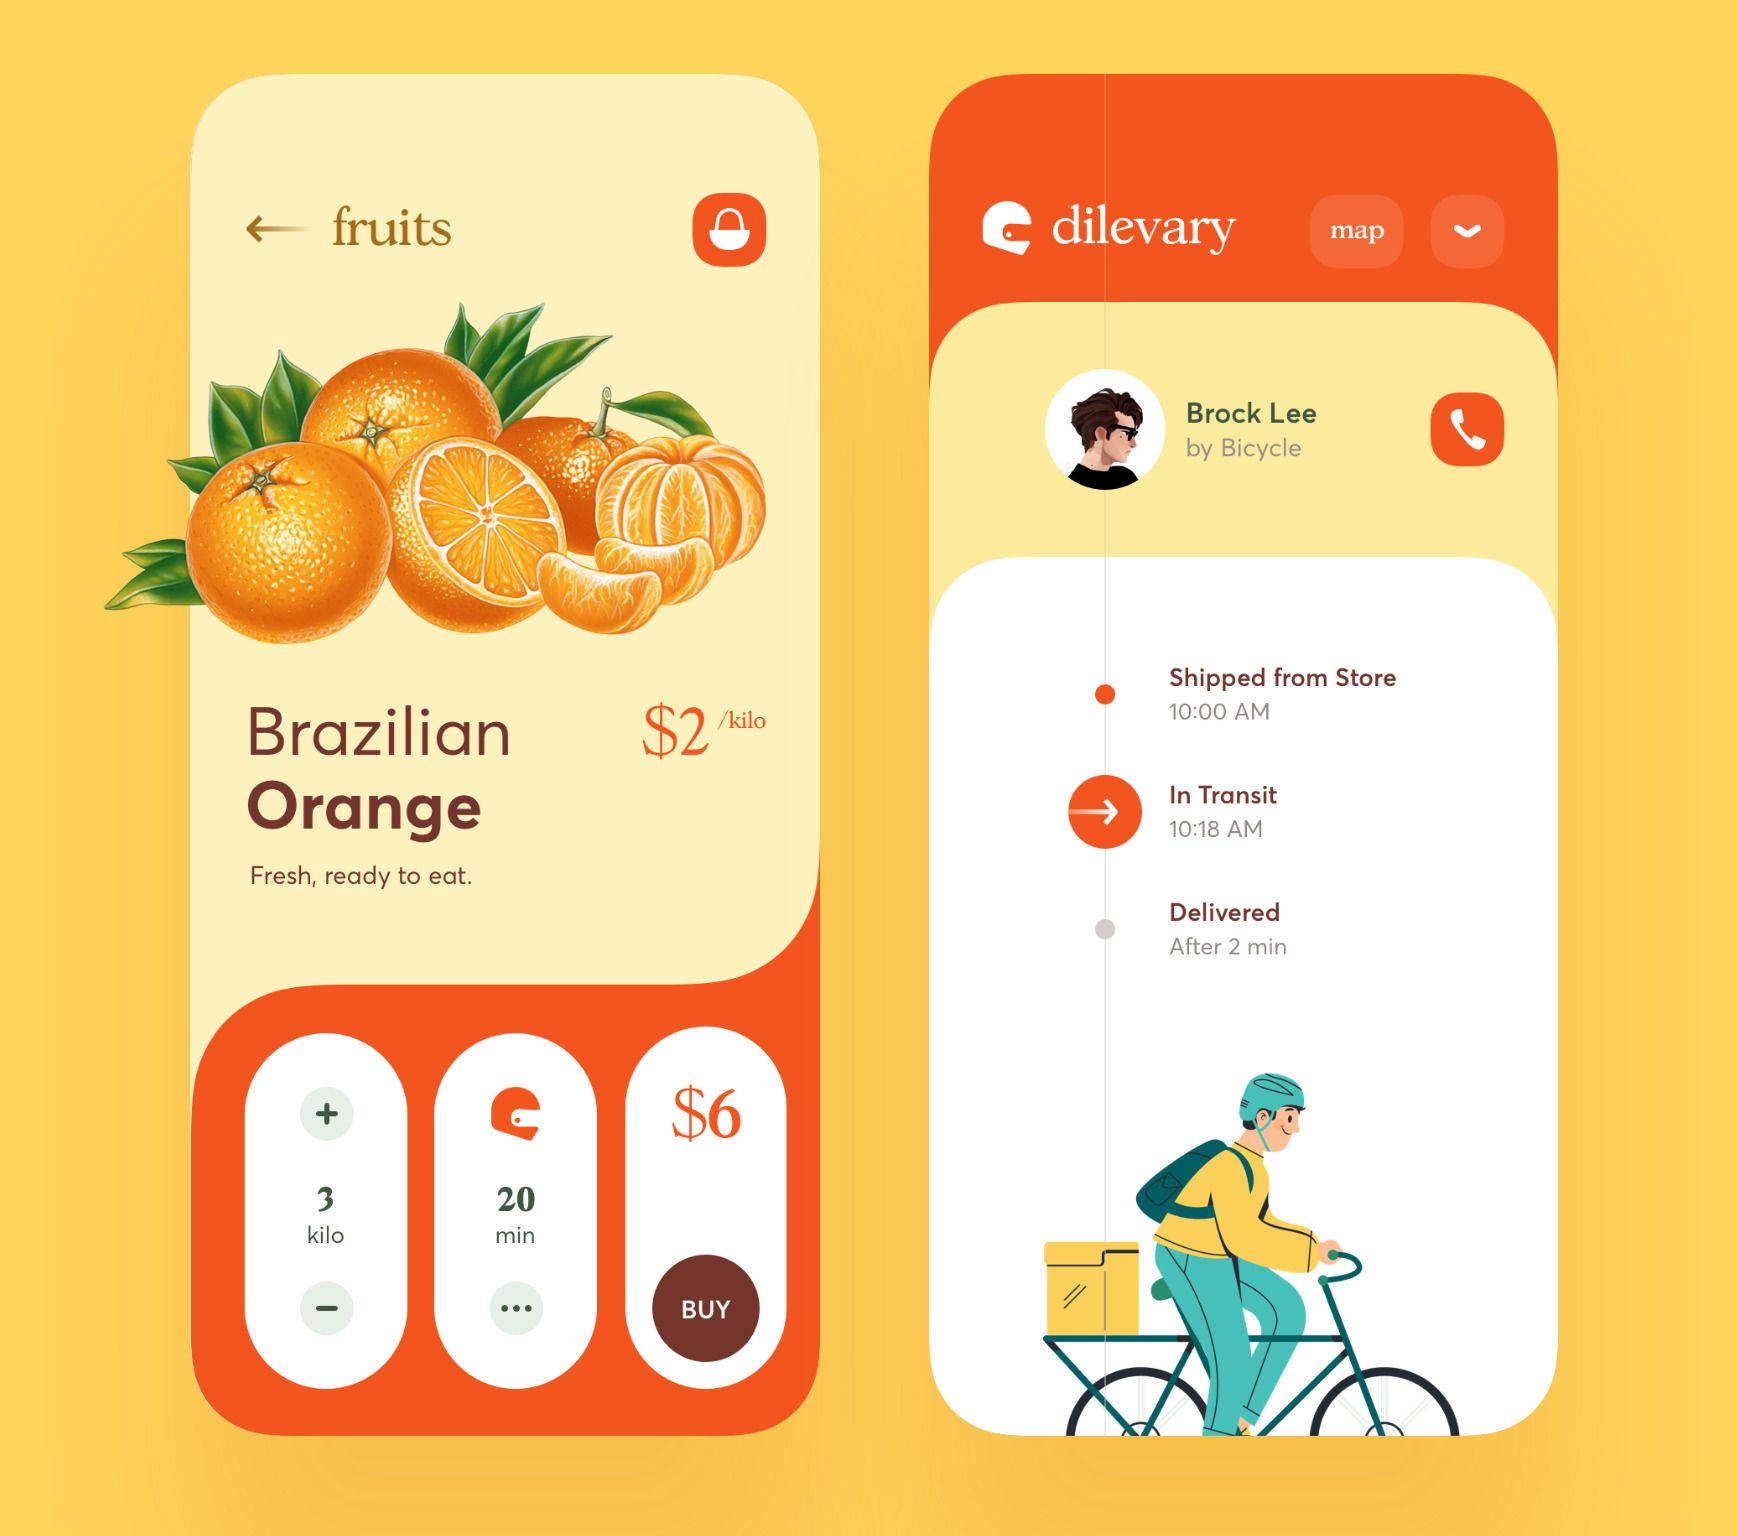 fruits
Brazilian
Orange
$2 /kilo
Fresh, ready to eat.
3
kilo
20
min
$6
BUY
dilevary
map
Brock Lee
by Bicycle
Shipped from Store
10:00 AM
In Transit
10:18 AM
Delivered
After 2 min